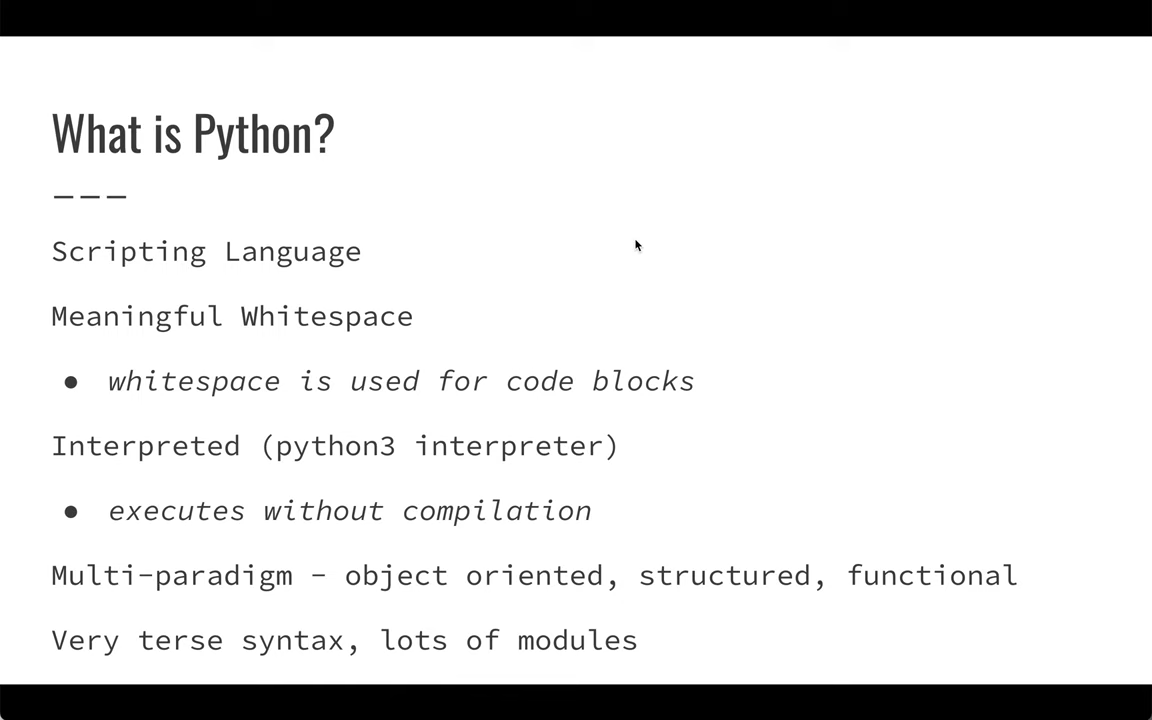 What is Python?
———
Scripting Language
Meaningful Whitespace
● whitespace is used for code blocks
Interpreted (python3 interpreter)
● executes without compilation
Multi-paradigm - object oriented, structured, functional
Very terse syntax, lots of modules